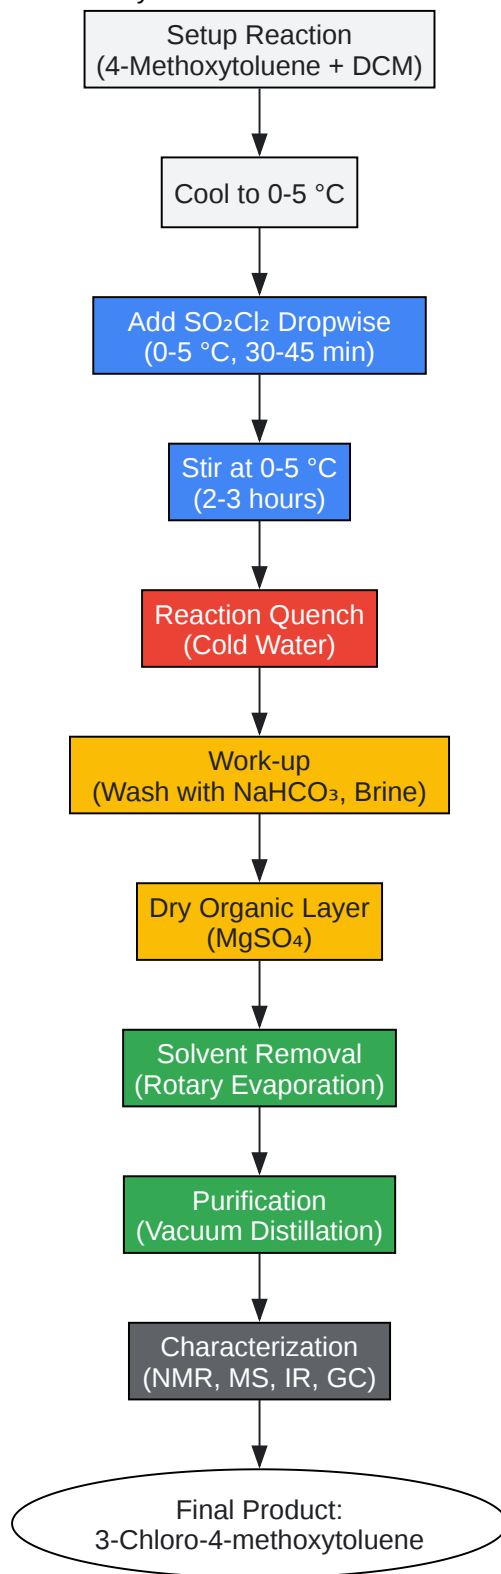 Setup Reaction
(4-Methoxytoluene + DCM)
Cool to 0-5 °C
Add SO₂Cl₂ Dropwise
(0-5 °C, 30-45 min)
Stir at 0-5 °C
(2-3 hours)
Reaction Quench
(Cold Water)
Work-up
(Wash with NaHCO₃, Brine)
Dry Organic Layer
(MgSO₄)
Solvent Removal
(Rotary Evaporation)
Purification
(Vacuum Distillation)
Characterization
(NMR, MS, IR, GC)
Final Product:
3-Chloro-4-methoxytoluene